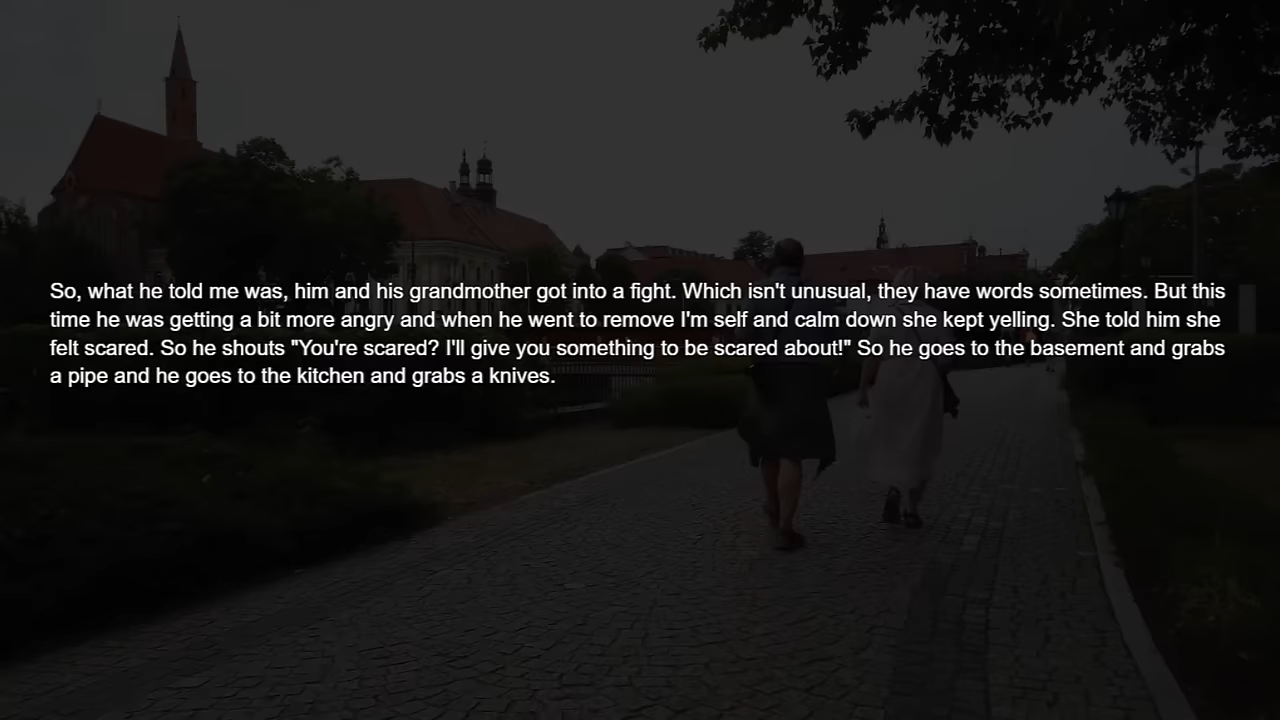 So, what he told me was, him and his grandmother got into a fight. Which isn't unusual, they have words sometimes. But this
time he was getting a bit more angry and when he went to remove I'm self and calm down she kept yelling. She told him she
felt scared. So he shouts "You're scared? I'll give you something to be scared about!" So he goes to the basement and grabs
a pipe and he goes to the kitchen and grabs a knives.